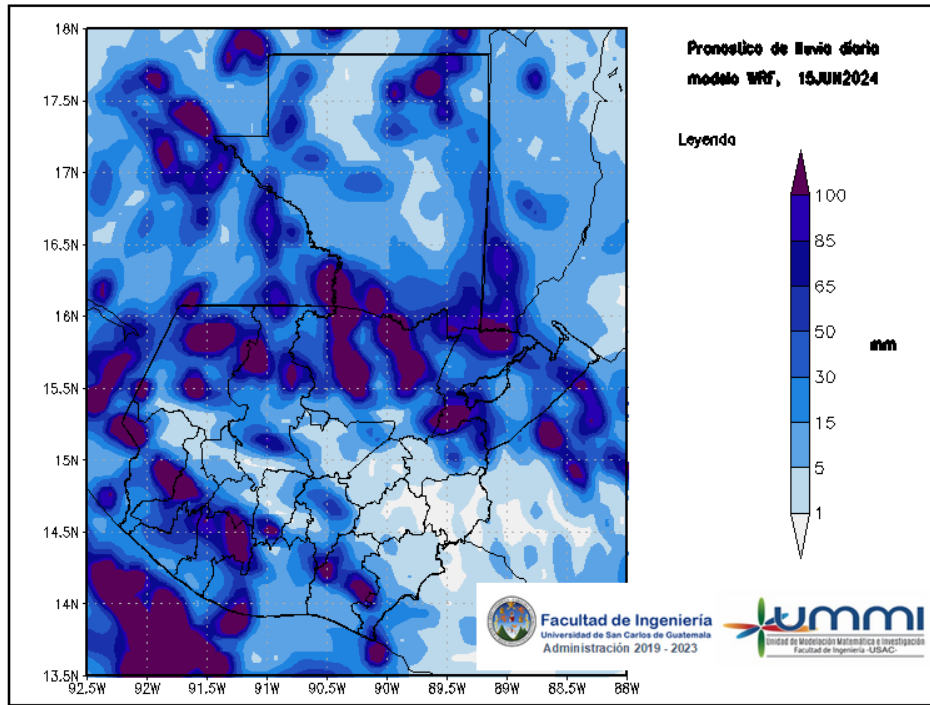 18N
17.5N
17N
16.5N
16N
15.5N
15N
14.5N
14N
13.5N
92.5W
92W
91.5W
91W
90.5W
90W
89.5W
89W
88.5W
88W
Pronostico de lluvia diaria
modelo WRF, 15JUN2024
Leyenda
100
85
65
50
30
15
5
1
mm
Facultad de Ingeniería
Universidad de San Carlos de Guatemala
Administración 2019 - 2023
UMMI
Unidad de Modelación Matemática e Investigación
Facultad de Ingeniería -USAC-